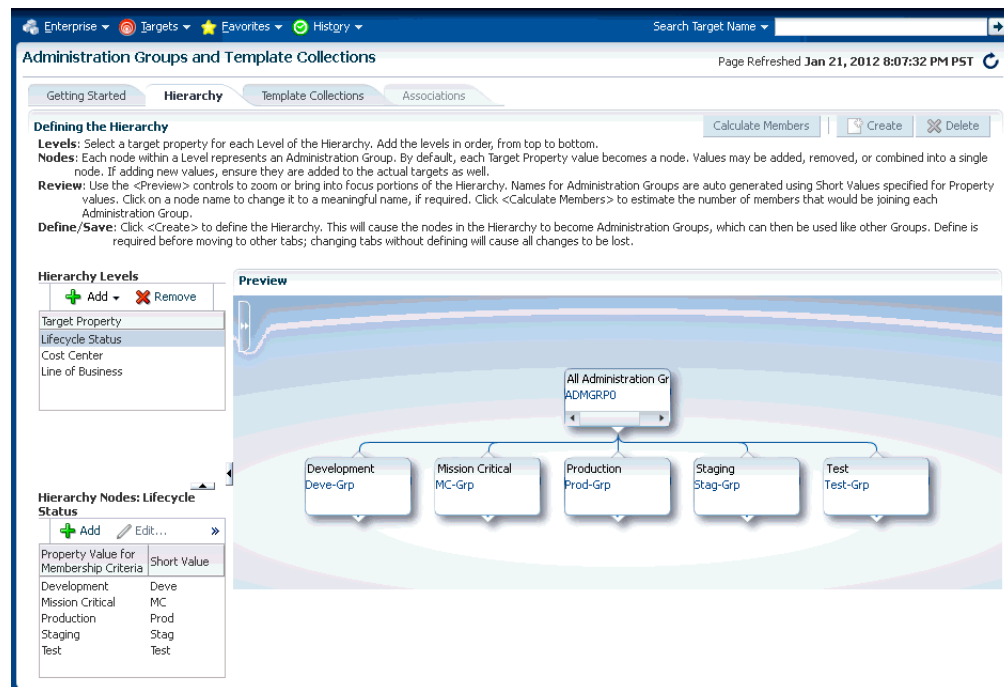 Enterprise Targets Favorites History Search Target Name
Administration Groups and Template Collections
Page Refreshed Jan 21, 2012 8:07:32 PM PST
Getting Started Hierarchy Template Collections Associations
Defining the Hierarchy
Calculate Members Create Delete
Levels: Select a target property for each Level of the Hierarchy. Add the levels in order, from top to bottom.
Nodes: Each node within a Level represents an Administration Group. By default, each Target Property value becomes a node. Values may be added, removed, or combined into a single
node. If adding new values, ensure they are added to the actual targets as well.
Review: Use the <Preview> controls to zoom or bring into focus portions of the Hierarchy. Names for Administration Groups are auto generated using Short Values specified for Property
values. Click on a node name to change it to a meaningful name, if required. Click <Calculate Members> to estimate the number of members that would be joining each
Administration Group.
Define/Save: Click <Create> to define the Hierarchy. This will cause the nodes in the Hierarchy to become Administration Groups, which can then be used like other Groups. Define is
required before moving to other tabs; changing tabs without defining will cause all changes to be lost.
Hierarchy Levels
Add Remove
Target Property
Lifecycle Status
Cost Center
Line of Business
Preview
All Administration Gr
ADMGRP0
Development
Deve-Grp
Mission Critical
MC-Grp
Production
Prod-Grp
Staging
Stag-Grp
Test
Test-Grp
Hierarchy Nodes: Lifecycle
Status
Add Edit... »
Property Value for
Membership Criteria
Short Value
Development Deve
Mission Critical MC
Production Prod
Staging Stag
Test Test